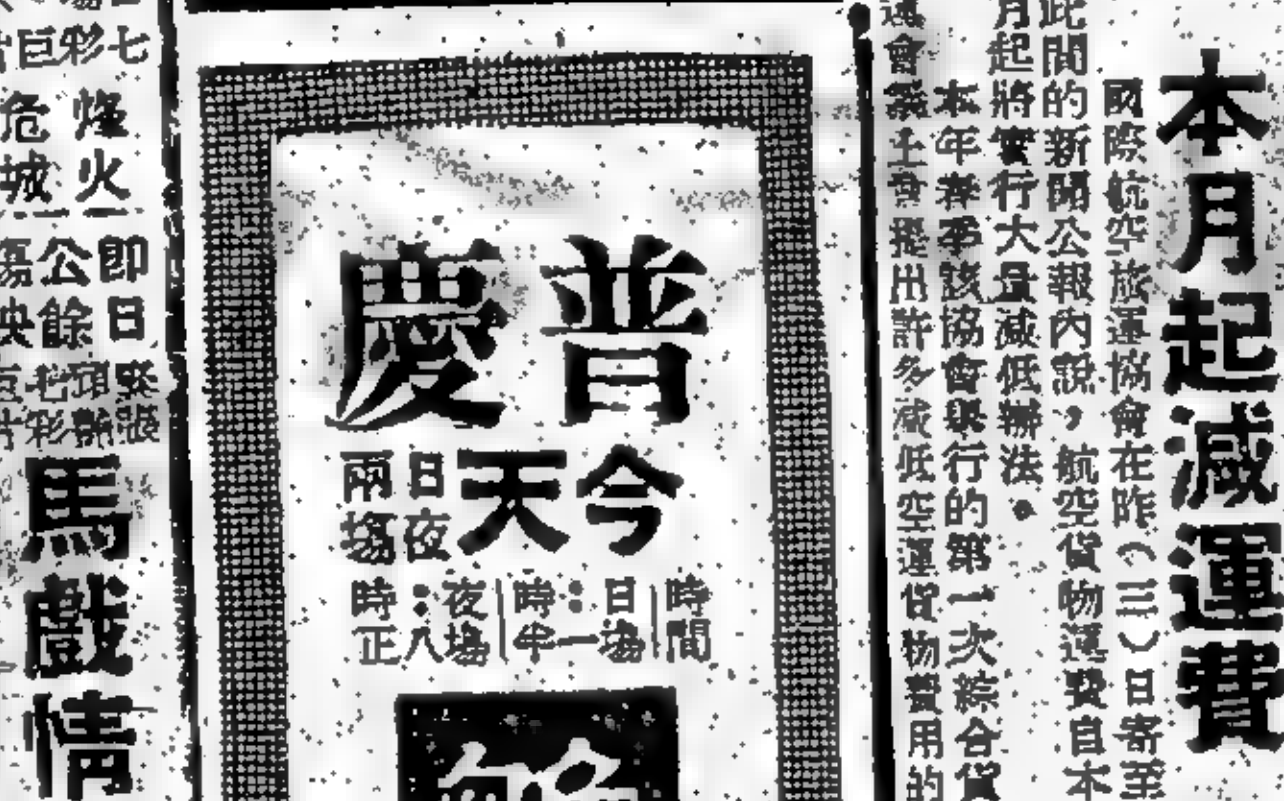 本月起減運費
國際航空旅運協會在昨(三)日寄至
此間的新聞公報內說,航空貨物運費自本
月起將實行大量減低辦法。
本年春季該協會舉行的第一次綜合貨
運會議上曾提出許多減低空運貨物費用的
普慶
今天日夜兩場
時間
日場:一時半
夜場:八時正
七彩巨
烽火危城
即日公餘場映
馬戲情